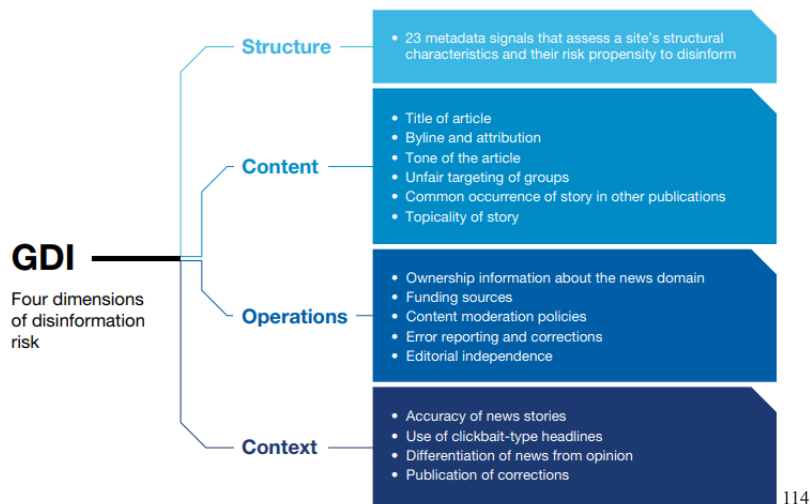 Structure
• 23 metadata signals that assess a site's structural
characteristics and their risk propensity to disinform
Content
• Title of article
• Byline and attribution
• Tone of the article
• Unfair targeting of groups
• Common occurrence of story in other publications
• Topicality of story
GDI
Four dimensions
of disinformation
risk
Operations
• Ownership information about the news domain
• Funding sources
• Content moderation policies
• Error reporting and corrections
• Editorial independence
Context
• Accuracy of news stories
• Use of clickbait-type headlines
• Differentiation of news from opinion
• Publication of corrections
114